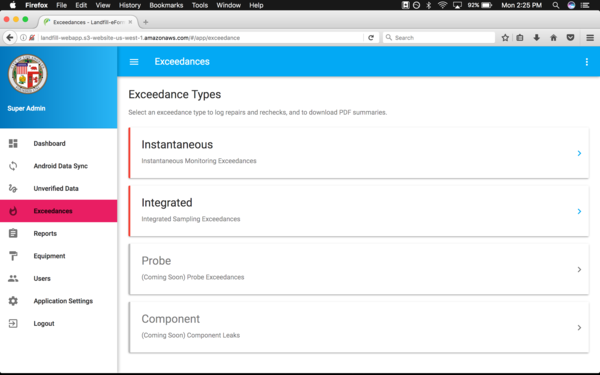 Firefox File Edit View History Bookmarks Tools Window Help
92% Mon 2:25 PM
Exceedances - Landfill-eForm
landfill-webapp.s3-website-us-west-1.amazonaws.com/#/app/exceedance
Search
Super Admin
Dashboard
Android Data Sync
Unverified Data
Exceedances
Reports
Equipment
Users
Application Settings
Logout
Exceedances
Exceedance Types
Select an exceedance type to log repairs and rechecks, and to download PDF summaries.
Instantaneous
Instantaneous Monitoring Exceedances
Integrated
Integrated Sampling Exceedances
Probe
(Coming Soon) Probe Exceedances
Component
(Coming Soon) Component Leaks